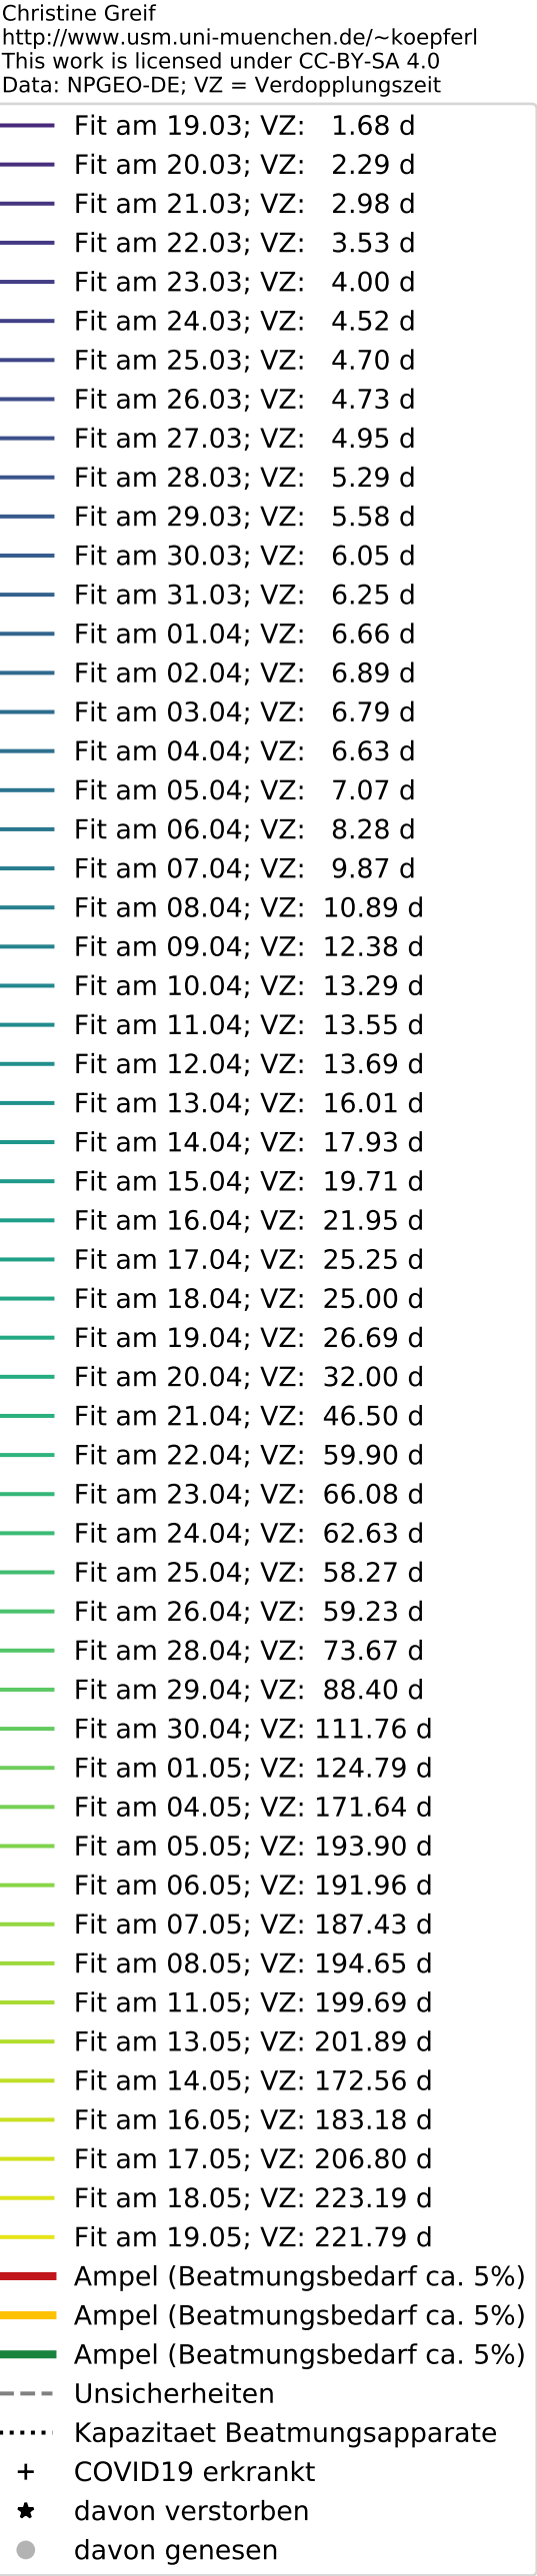 Christine Greif
http://www.usm.uni-muenchen.de/~koepferl
This work is licensed under CC-BY-SA 4.0
Data: NPGEO-DE; VZ = Verdopplungszeit
Fit am 19.03; VZ: 1.68 d
Fit am 20.03; VZ: 2.29 d
Fit am 21.03; VZ: 2.98 d
Fit am 22.03; VZ: 3.53 d
Fit am 23.03; VZ: 4.00 d
Fit am 24.03; VZ: 4.52 d
Fit am 25.03; VZ: 4.70 d
Fit am 26.03; VZ: 4.73 d
Fit am 27.03; VZ: 4.95 d
Fit am 28.03; VZ: 5.29 d
Fit am 29.03; VZ: 5.58 d
Fit am 30.03; VZ: 6.05 d
Fit am 31.03; VZ: 6.25 d
Fit am 01.04; VZ: 6.66 d
Fit am 02.04; VZ: 6.89 d
Fit am 03.04; VZ: 6.79 d
Fit am 04.04; VZ: 6.63 d
Fit am 05.04; VZ: 7.07 d
Fit am 06.04; VZ: 8.28 d
Fit am 07.04; VZ: 9.87 d
Fit am 08.04; VZ: 10.89 d
Fit am 09.04; VZ: 12.38 d
Fit am 10.04; VZ: 13.29 d
Fit am 11.04; VZ: 13.55 d
Fit am 12.04; VZ: 13.69 d
Fit am 13.04; VZ: 16.01 d
Fit am 14.04; VZ: 17.93 d
Fit am 15.04; VZ: 19.71 d
Fit am 16.04; VZ: 21.95 d
Fit am 17.04; VZ: 25.25 d
Fit am 18.04; VZ: 25.00 d
Fit am 19.04; VZ: 26.69 d
Fit am 20.04; VZ: 32.00 d
Fit am 21.04; VZ: 46.50 d
Fit am 22.04; VZ: 59.90 d
Fit am 23.04; VZ: 66.08 d
Fit am 24.04; VZ: 62.63 d
Fit am 25.04; VZ: 58.27 d
Fit am 26.04; VZ: 59.23 d
Fit am 28.04; VZ: 73.67 d
Fit am 29.04; VZ: 88.40 d
Fit am 30.04; VZ: 111.76 d
Fit am 01.05; VZ: 124.79 d
Fit am 04.05; VZ: 171.64 d
Fit am 05.05; VZ: 193.90 d
Fit am 06.05; VZ: 191.96 d
Fit am 07.05; VZ: 187.43 d
Fit am 08.05; VZ: 194.65 d
Fit am 11.05; VZ: 199.69 d
Fit am 13.05; VZ: 201.89 d
Fit am 14.05; VZ: 172.56 d
Fit am 16.05; VZ: 183.18 d
Fit am 17.05; VZ: 206.80 d
Fit am 18.05; VZ: 223.19 d
Fit am 19.05; VZ: 221.79 d
Ampel (Beatmungsbedarf ca. 5%)
Ampel (Beatmungsbedarf ca. 5%)
Ampel (Beatmungsbedarf ca. 5%)
Unsicherheiten
Kapazitaet Beatmungsapparate
COVID19 erkrankt
davon verstorben
davon genesen